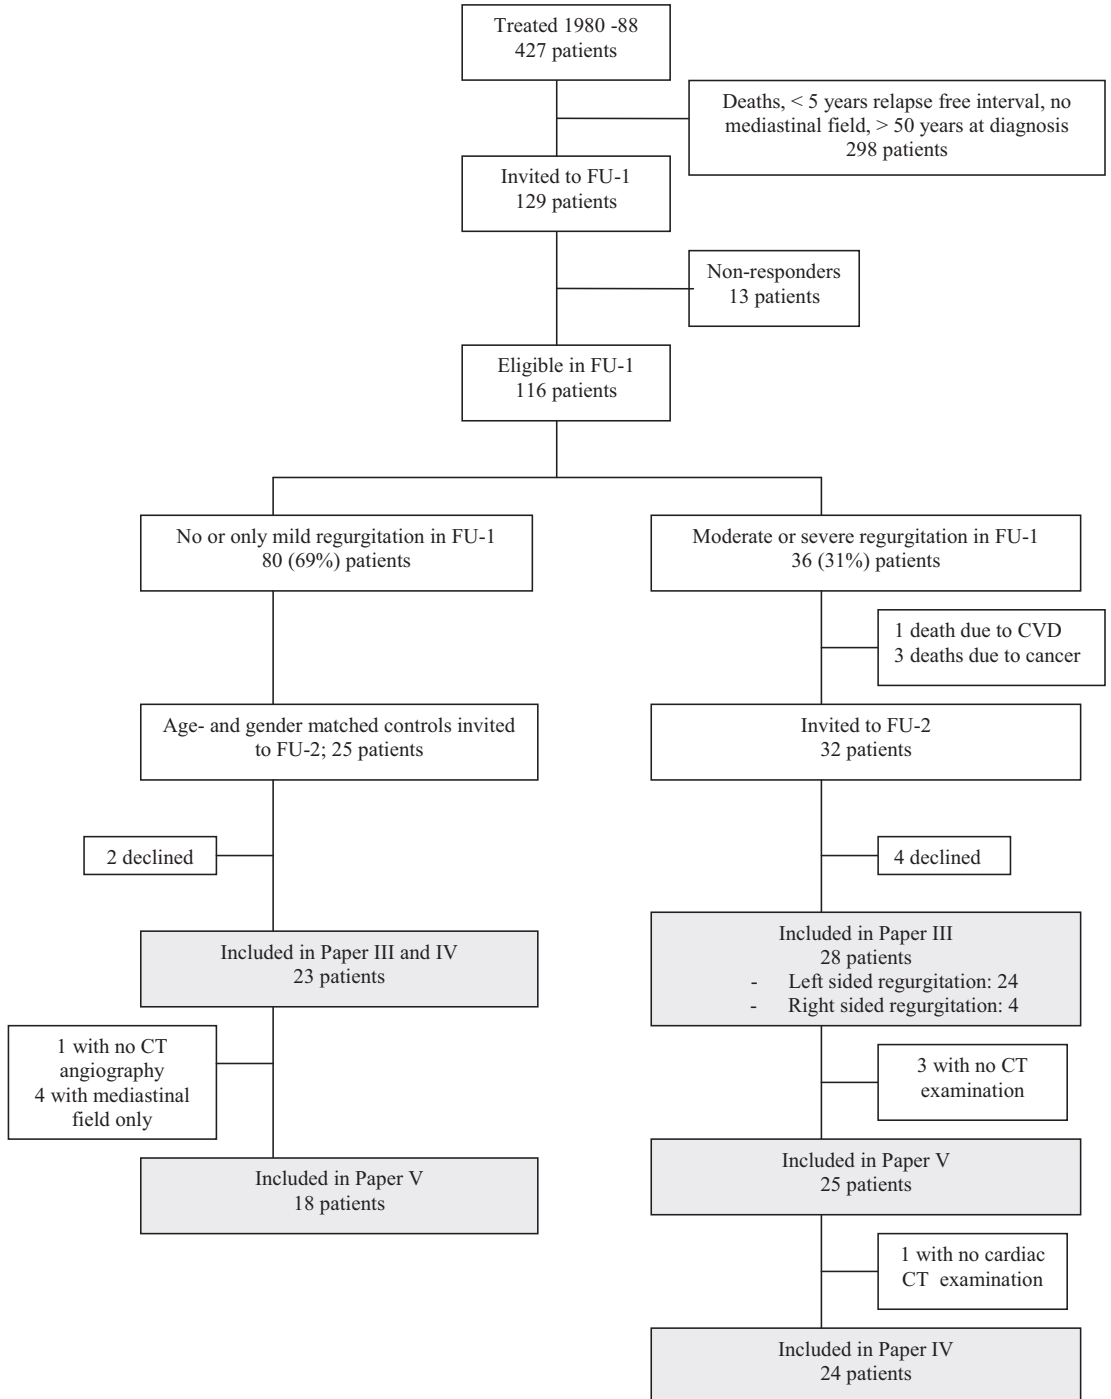 Treated 1980 -88
427 patients
Deaths, < 5 years relapse free interval, no
mediastinal field, > 50 years at diagnosis
298 patients
Invited to FU-1
129 patients
Non-responders
13 patients
Eligible in FU-1
116 patients
No or only mild regurgitation in FU-1
80 (69%) patients
Moderate or severe regurgitation in FU-1
36 (31%) patients
1 death due to CVD
3 deaths due to cancer
Age- and gender matched controls invited
to FU-2; 25 patients
Invited to FU-2
32 patients
2 declined
4 declined
Included in Paper III and IV
23 patients
Included in Paper III
28 patients
- Left sided regurgitation: 24
- Right sided regurgitation: 4
1 with no CT
angiography
4 with mediastinal
field only
3 with no CT
examination
Included in Paper V
18 patients
Included in Paper V
25 patients
1 with no cardiac
CT examination
Included in Paper IV
24 patients